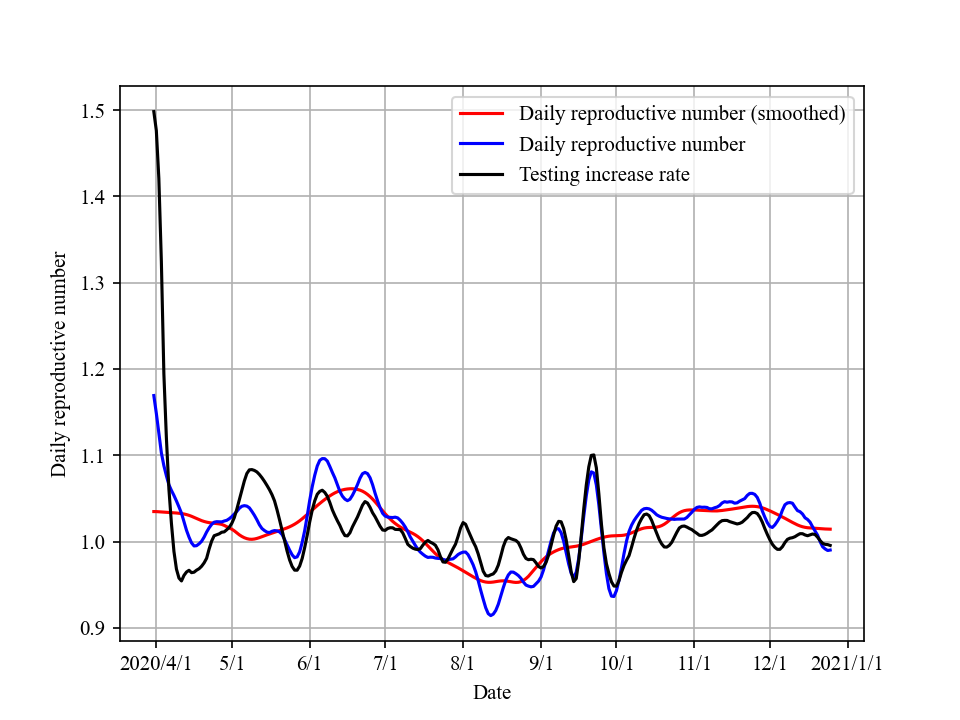 Daily reproductive number (smoothed)
Daily reproductive number
Testing increase rate
Daily reproductive number
1.5
1.4
1.3
1.2
1.1
1.0
0.9
2020/4/1 5/1 6/1 7/1 8/1 9/1 10/1 11/1 12/1 2021/1/1
Date